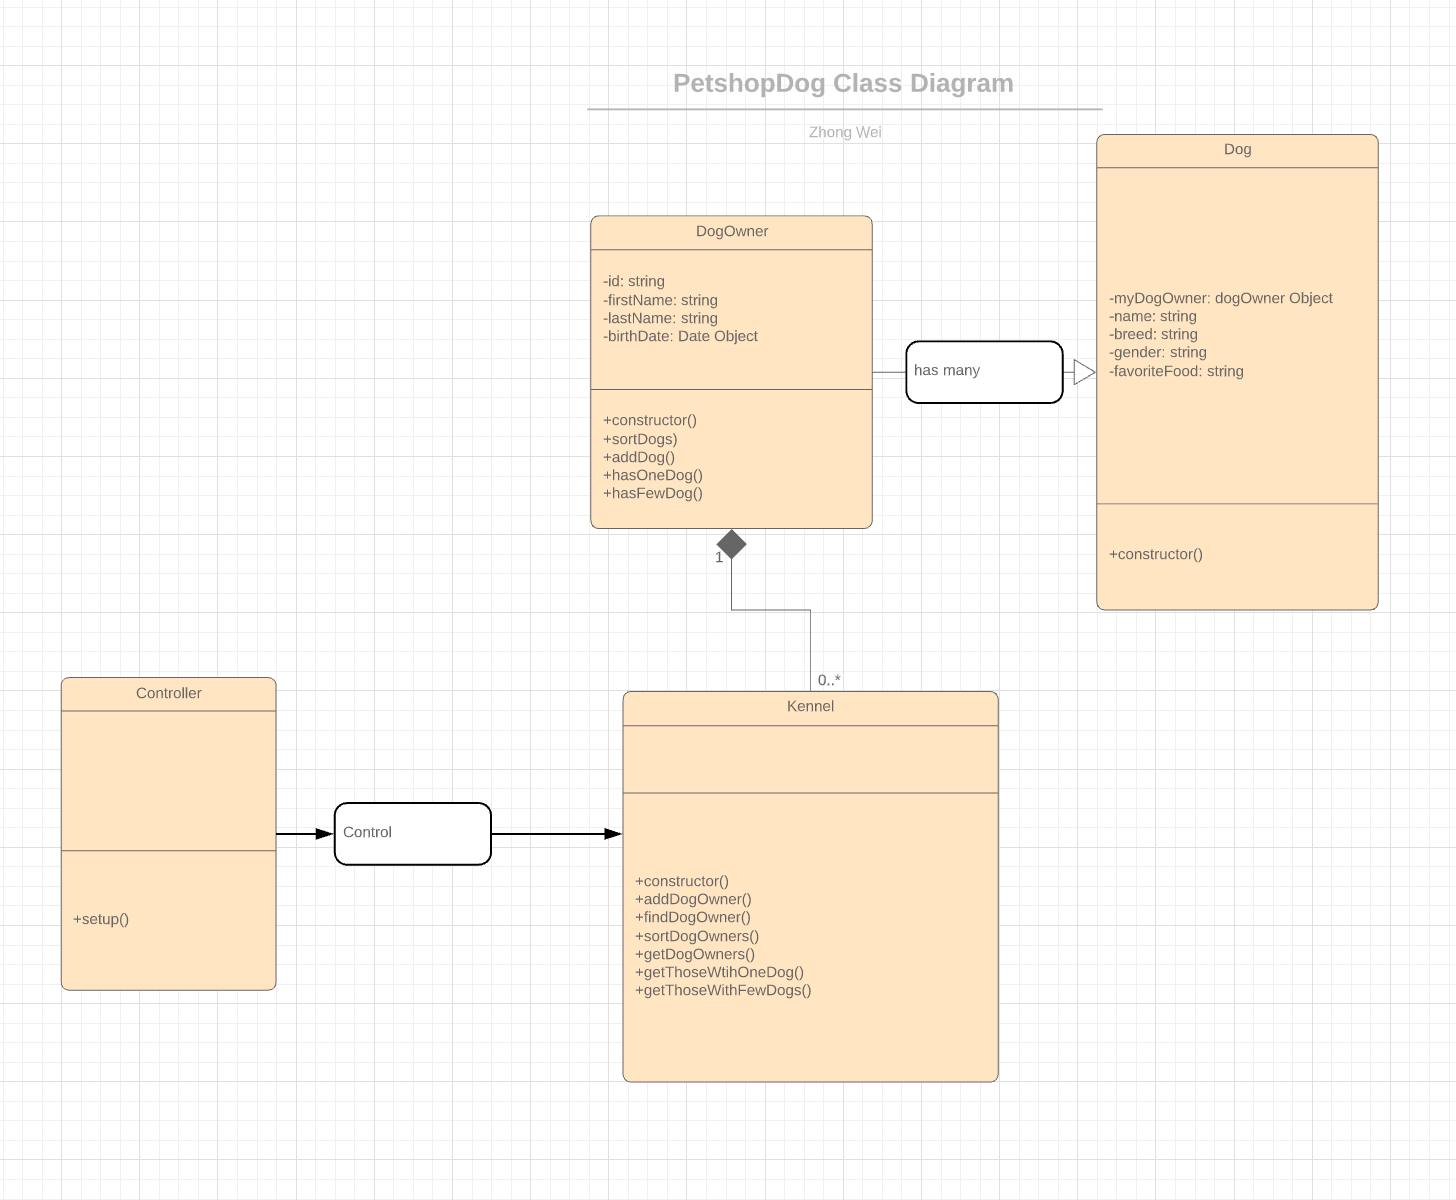 PetshopDog Class Diagram
Zhong Wei
Dog
-myDogOwner: dogOwner Object
-name: string
-breed: string
-gender: string
-favoriteFood: string
+constructor()
DogOwner
-id: string
-firstName: string
-lastName: string
-birthDate: Date Object
+constructor()
+sortDogs)
+addDog()
+hasOneDog()
+hasFewDog()
has many
1
0..*
Controller
+setup()
Control
Kennel
+constructor()
+addDogOwner()
+findDogOwner()
+sortDogOwners()
+getDogOwners()
+getThoseWtihOneDog()
+getThoseWithFewDogs()